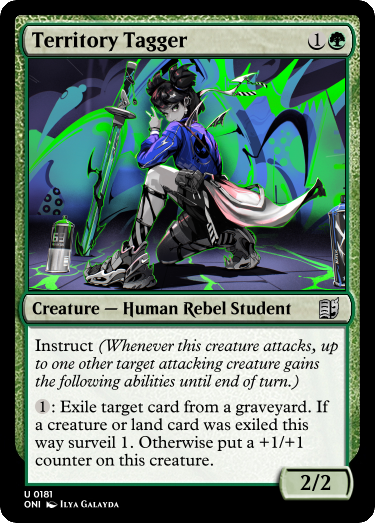 Territory Tagger 1
Creature — Human Rebel Student
Instruct (Whenever this creature attacks, up
to one other target attacking creature gains
the following abilities until end of turn.)
1: Exile target card from a graveyard. If
a creature or land card was exiled this
way surveil 1. Otherwise put a +1/+1
counter on this creature.
2/2
U 0181
ONI Ilya Galayda